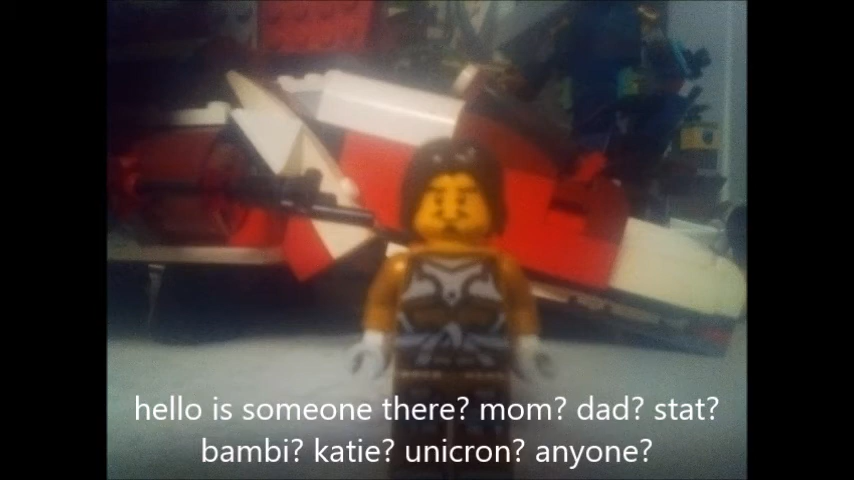 hello is someone there? mom? dad? stat?
bambi? katie? unicron? anyone?